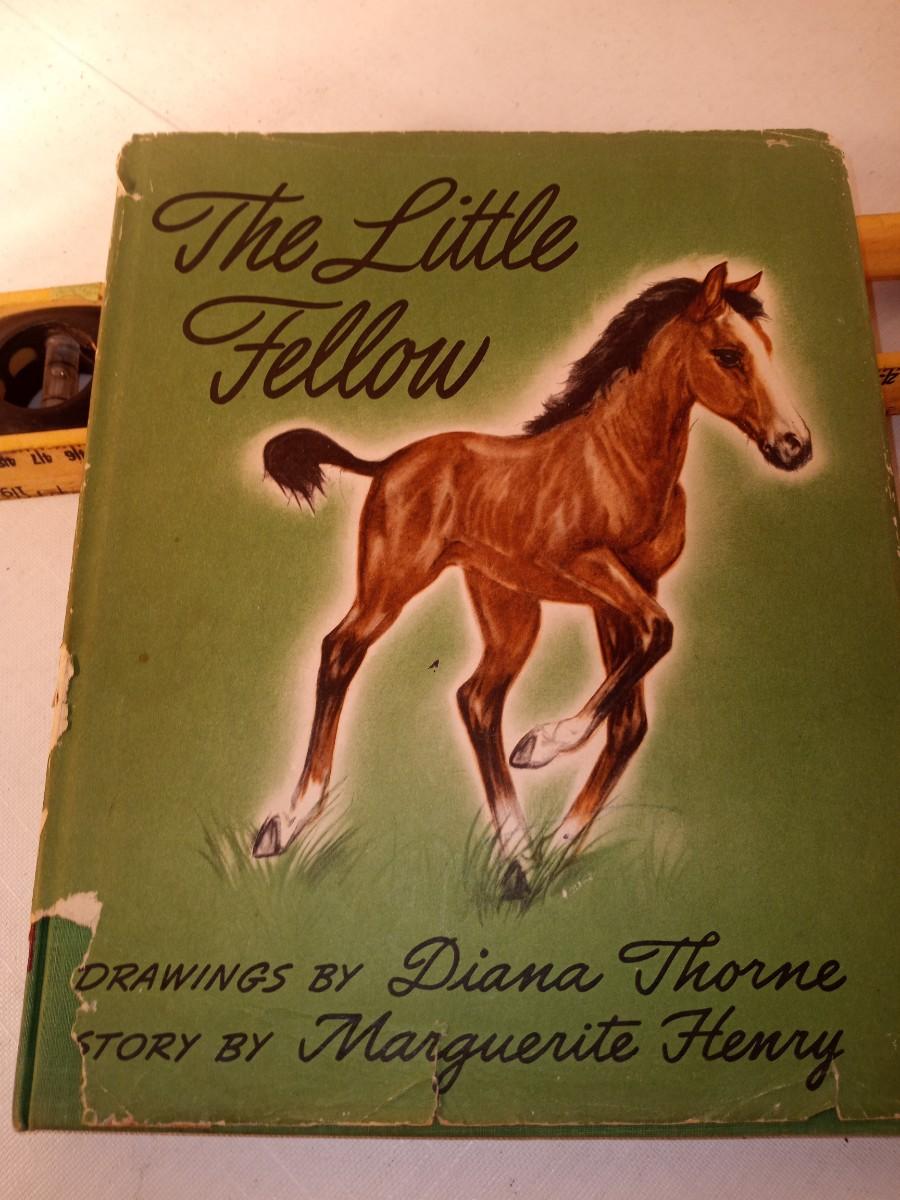 The Little
Fellow
DRAWINGS BY Diana Thorne
STORY BY Marguerite Henry